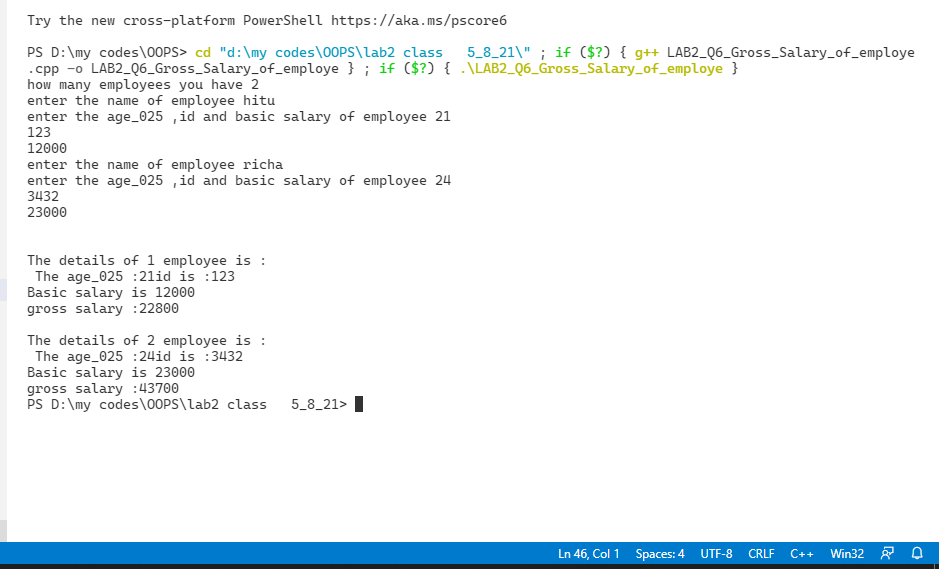 Try the new cross-platform PowerShell https://aka.ms/pscore6
PS D:\my codes\OOPS> cd "d:\my codes\OOPS\lab2 class   5_8_21\" ; if ($?) { g++ LAB2_Q6_Gross_Salary_of_employe
.cpp -o LAB2_Q6_Gross_Salary_of_employe } ; if ($?) { .\LAB2_Q6_Gross_Salary_of_employe }
how many employees you have 2
enter the name of employee hitu
enter the age_025 ,id and basic salary of employee 21
123
12000
enter the name of employee richa
enter the age_025 ,id and basic salary of employee 24
3432
23000
The details of 1 employee is :
 The age_025 :21id is :123
Basic salary is 12000
gross salary :22800
The details of 2 employee is :
 The age_025 :24id is :3432
Basic salary is 23000
gross salary :43700
PS D:\my codes\OOPS\lab2 class   5_8_21>
Ln 46, Col 1 Spaces: 4 UTF-8 CRLF C++ Win32